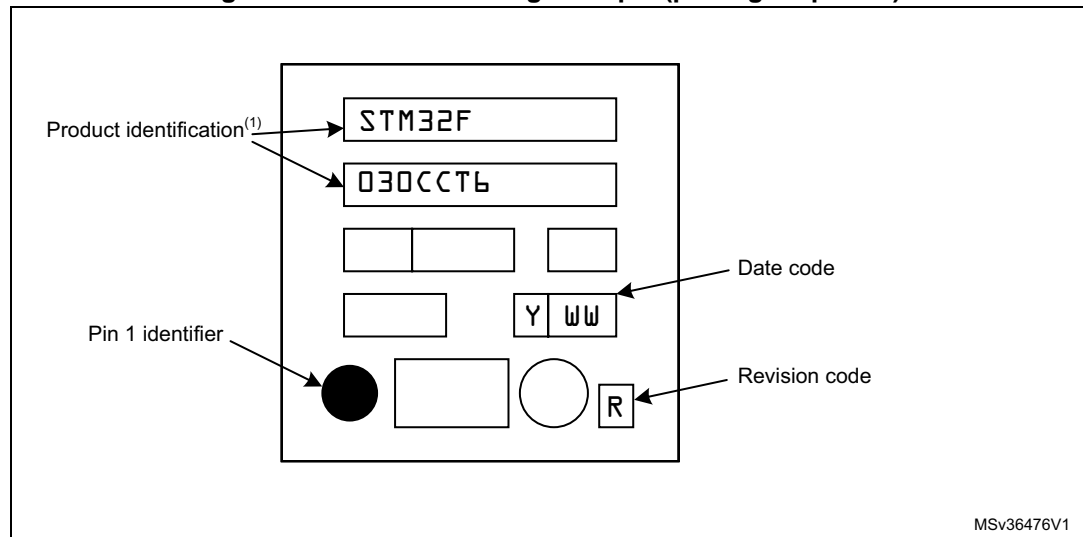 STM32F
Product identification(1)
030CCT6
Date code
Y WW
Pin 1 identifier
Revision code
R
MSv36476V1